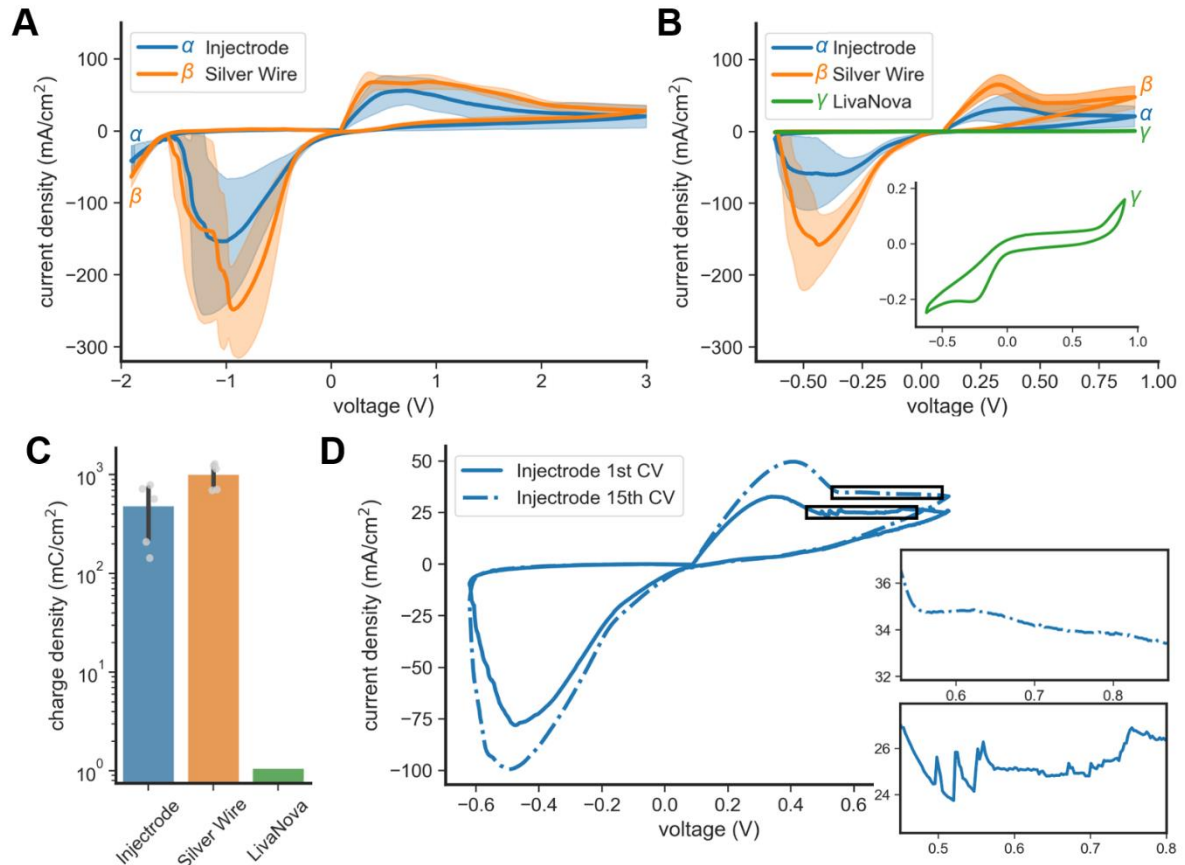 A
α Injectrode
β Silver Wire
current density (mA/cm²)
100
0
−100
−200
−300
α
β
−2
−1
0
1
2
3
voltage (V)
B
α Injectrode
β Silver Wire
γ LivaNova
current density (mA/cm²)
100
0
−100
−200
−300
β
α
γ
0.2
0.0
−0.2
γ
−0.5
0.0
0.5
1.0
−0.50
−0.25
0.00
0.25
0.50
0.75
1.00
voltage (V)
C
charge density (mC/cm²)
10³
10²
10¹
10⁰
Injectrode
Silver Wire
LivaNova
D
Injectrode 1st CV
Injectrode 15th CV
current density (mA/cm²)
50
25
0
−25
−50
−75
−100
−0.6
−0.4
−0.2
0.0
0.2
0.4
0.6
voltage (V)
36
34
32
0.6
0.7
0.8
26
24
0.5
0.6
0.7
0.8